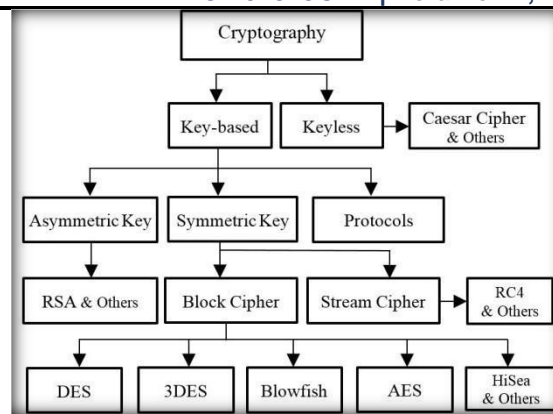 Cryptography
Key-based
Keyless
Caesar Cipher
& Others
Asymmetric Key
Symmetric Key
Protocols
RSA & Others
Block Cipher
Stream Cipher
RC4
& Others
DES
3DES
Blowfish
AES
HiSea
& Others